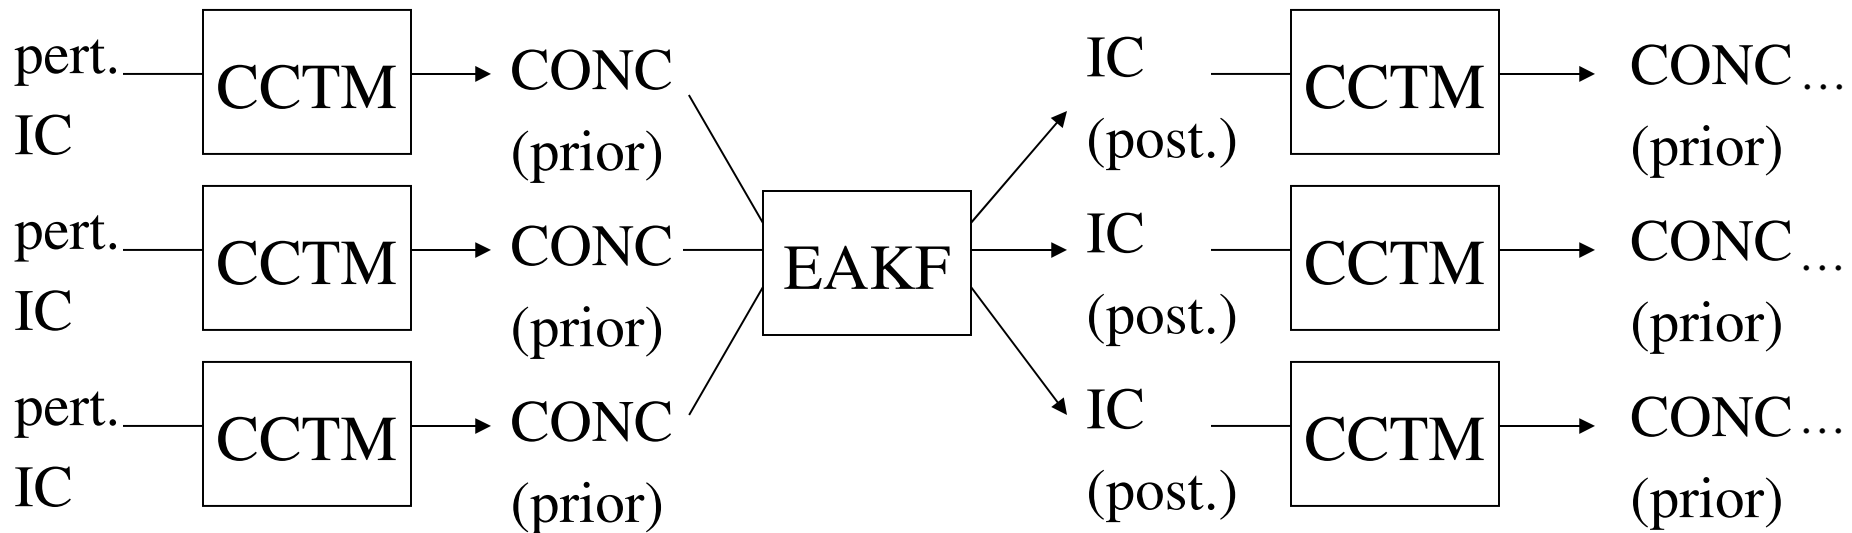 pert.
IC
CCTM
CONC
(prior)
pert.
IC
CCTM
CONC
(prior)
pert.
IC
CCTM
CONC
(prior)
EAKF
IC
(post.)
CCTM
CONC...
(prior)
IC
(post.)
CCTM
CONC...
(prior)
IC
(post.)
CCTM
CONC...
(prior)